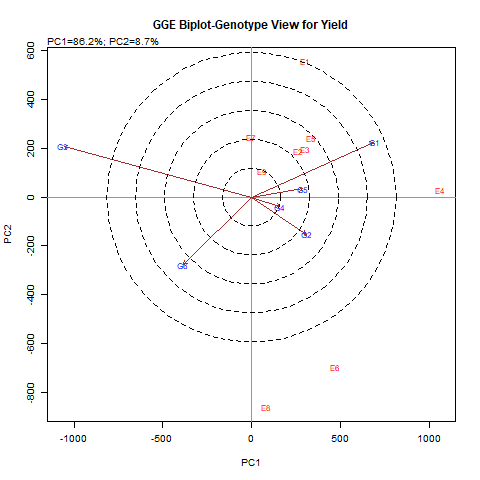 GGE Biplot-Genotype View for Yield
PC1=86.2%; PC2=8.7%
600
400
200
0
-200
-400
-600
-800
PC2
E1
E7
E5
G1
G3
E2
E3
G5
E4
G4
G2
E6
E8
-1000
-500
0
500
1000
PC1